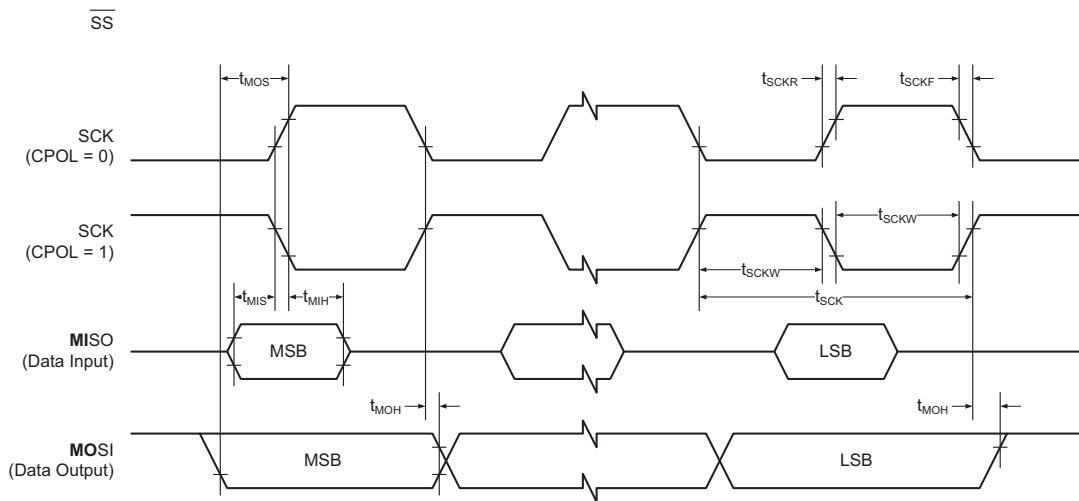 SS
tMOS
tSCKR
tSCKF
SCK
(CPOL = 0)
SCK
(CPOL = 1)
tSCKW
tSCKW
tSCK
tMIS
tMIH
MISO
(Data Input)
MSB
LSB
tMOH
tMOH
MOSI
(Data Output)
MSB
LSB